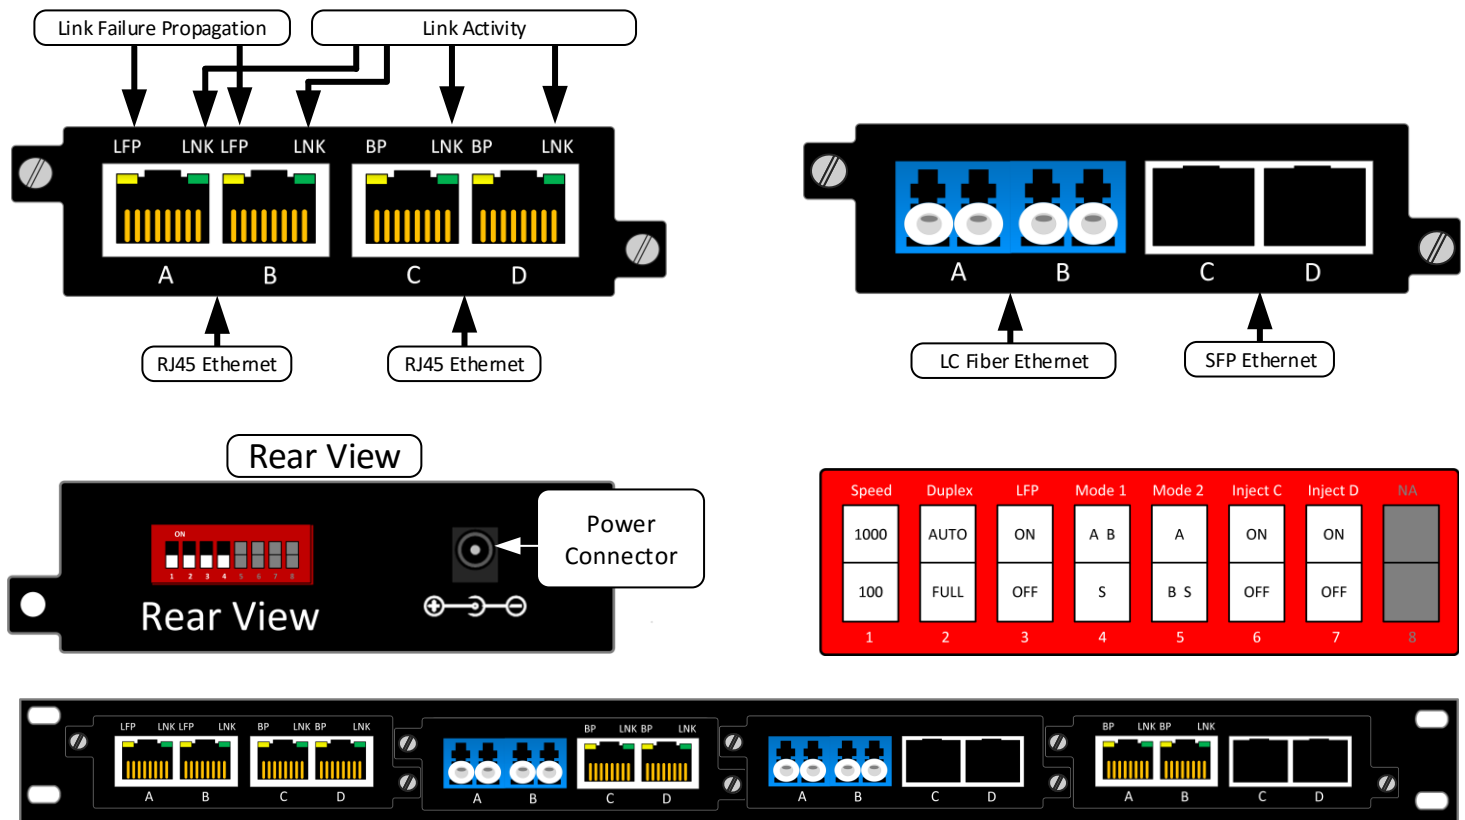 Link Failure Propagation
Link Activity
LFP LNK LFP LNK BP LNK BP LNK
A B C D
RJ45 Ethernet
RJ45 Ethernet
A B C D
LC Fiber Ethernet
SFP Ethernet
Rear View
ON
1 2 3 4 5 6 7 8
Rear View
Power
Connector
Speed Duplex LFP Mode 1 Mode 2 Inject C Inject D NA
1000 AUTO ON A B A ON ON
100 FULL OFF S B S OFF OFF
1 2 3 4 5 6 7 8
LFP LNK LFP LNK BP LNK BP LNK
A B C D
BP LNK BP LNK
A B C D
A B C D
BP LNK BP LNK
A B C D